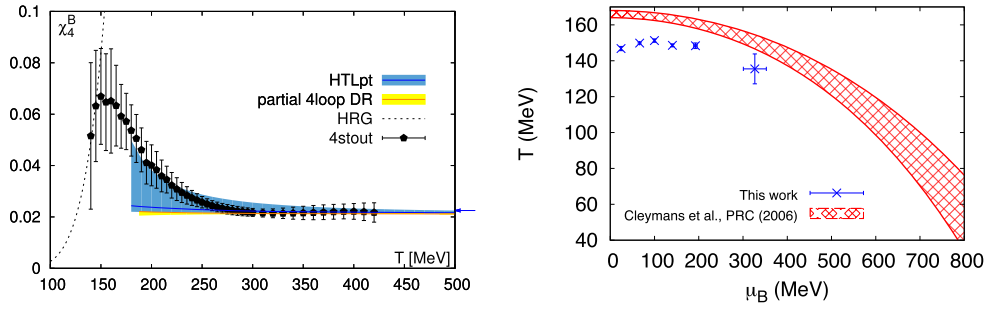 χ₄ᴮ
0.1
0.08
0.06
0.04
0.02
0
HTLpt
partial 4loop DR
HRG
4stout
T [MeV]
100 150 200 250 300 350 400 450 500
160
140
120
100
80
60
40
T (MeV)
This work
Cleymans et al., PRC (2006)
0 100 200 300 400 500 600 700 800
μB (MeV)